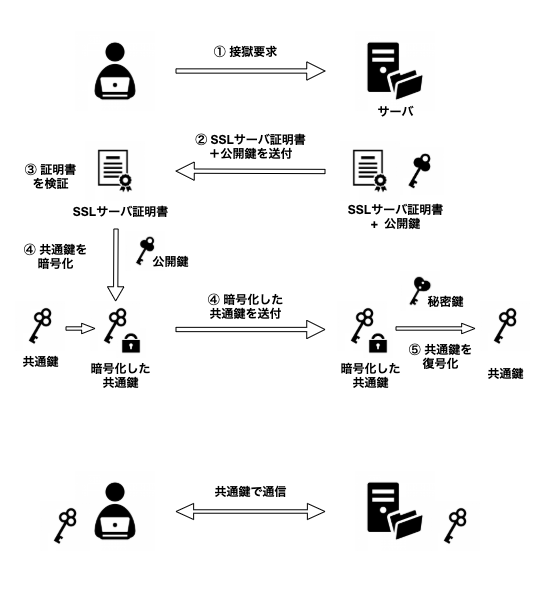 ① 接獄要求
サーバ
② SSLサーバ証明書
＋公開鍵を送付
③ 証明書
を検証
SSLサーバ証明書
SSLサーバ証明書
+ 公開鍵
④ 共通鍵を
暗号化
公開鍵
共通鍵
暗号化した
共通鍵
④ 暗号化した
共通鍵を送付
暗号化した
共通鍵
秘密鍵
⑤ 共通鍵を
復号化
共通鍵
共通鍵で通信